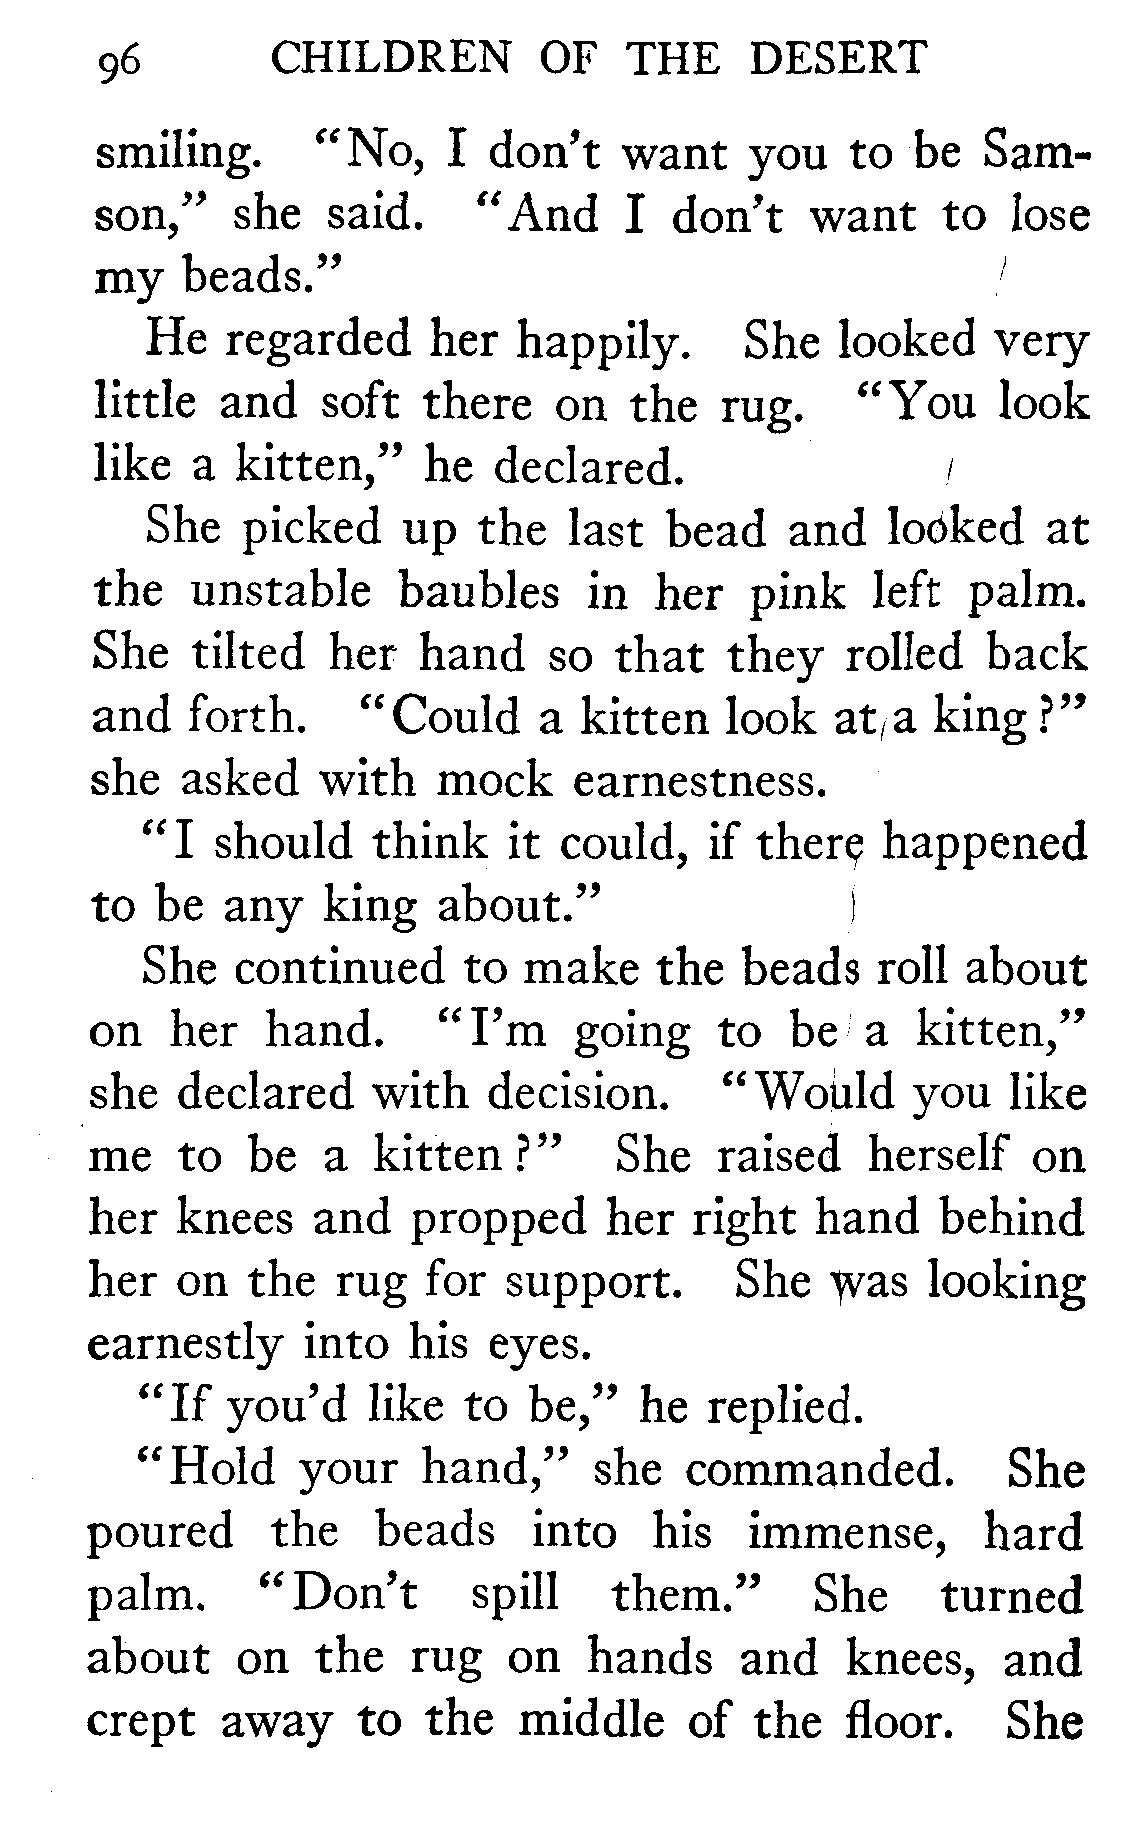 96 CHILDREN OF THE DESERT
smiling. “No, I don’t want you to be Sam-
son,” she said. “And I don’t want to lose
my beads.”
He regarded her happily. She looked very
little and soft there on the rug. “You look
like a kitten,” he declared.
She picked up the last bead and looked at
the unstable baubles in her pink left palm.
She tilted her hand so that they rolled back
and forth. “Could a kitten look at a king?”
she asked with mock earnestness.
“I should think it could, if there happened
to be any king about.”
She continued to make the beads roll about
on her hand. “I’m going to be a kitten,”
she declared with decision. “Would you like
me to be a kitten?” She raised herself on
her knees and propped her right hand behind
her on the rug for support. She was looking
earnestly into his eyes.
“If you’d like to be,” he replied.
“Hold your hand,” she commanded. She
poured the beads into his immense, hard
palm. “Don’t spill them.” She turned
about on the rug on hands and knees, and
crept away to the middle of the floor. She